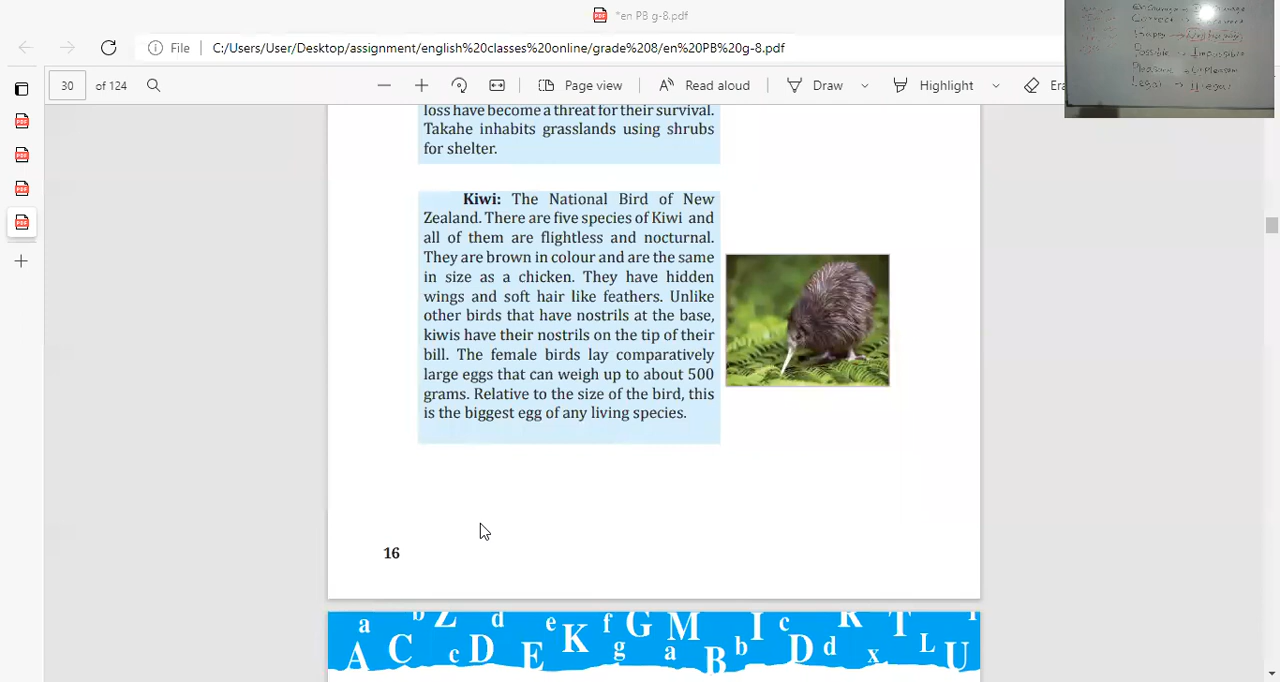 *en PB g-8.pdf
File C:/Users/User/Desktop/assignment/english%20classes%20online/grade%208/en%20PB%20g-8.pdf
30 of 124 Page view Read aloud Draw Highlight
loss have become a threat for their survival.
Takahe inhabits grasslands using shrubs
for shelter.
Kiwi: The National Bird of New
Zealand. There are five species of Kiwi and
all of them are flightless and nocturnal.
They are brown in colour and are the same
in size as a chicken. They have hidden
wings and soft hair like feathers. Unlike
other birds that have nostrils at the base,
kiwis have their nostrils on the tip of their
bill. The female birds lay comparatively
large eggs that can weigh up to about 500
grams. Relative to the size of the bird, this
is the biggest egg of any living species.
16
a b Z d e f G M I c R T
A C c D E K g a B b D d x L U
Correct
Possible → Impossible
Legal →